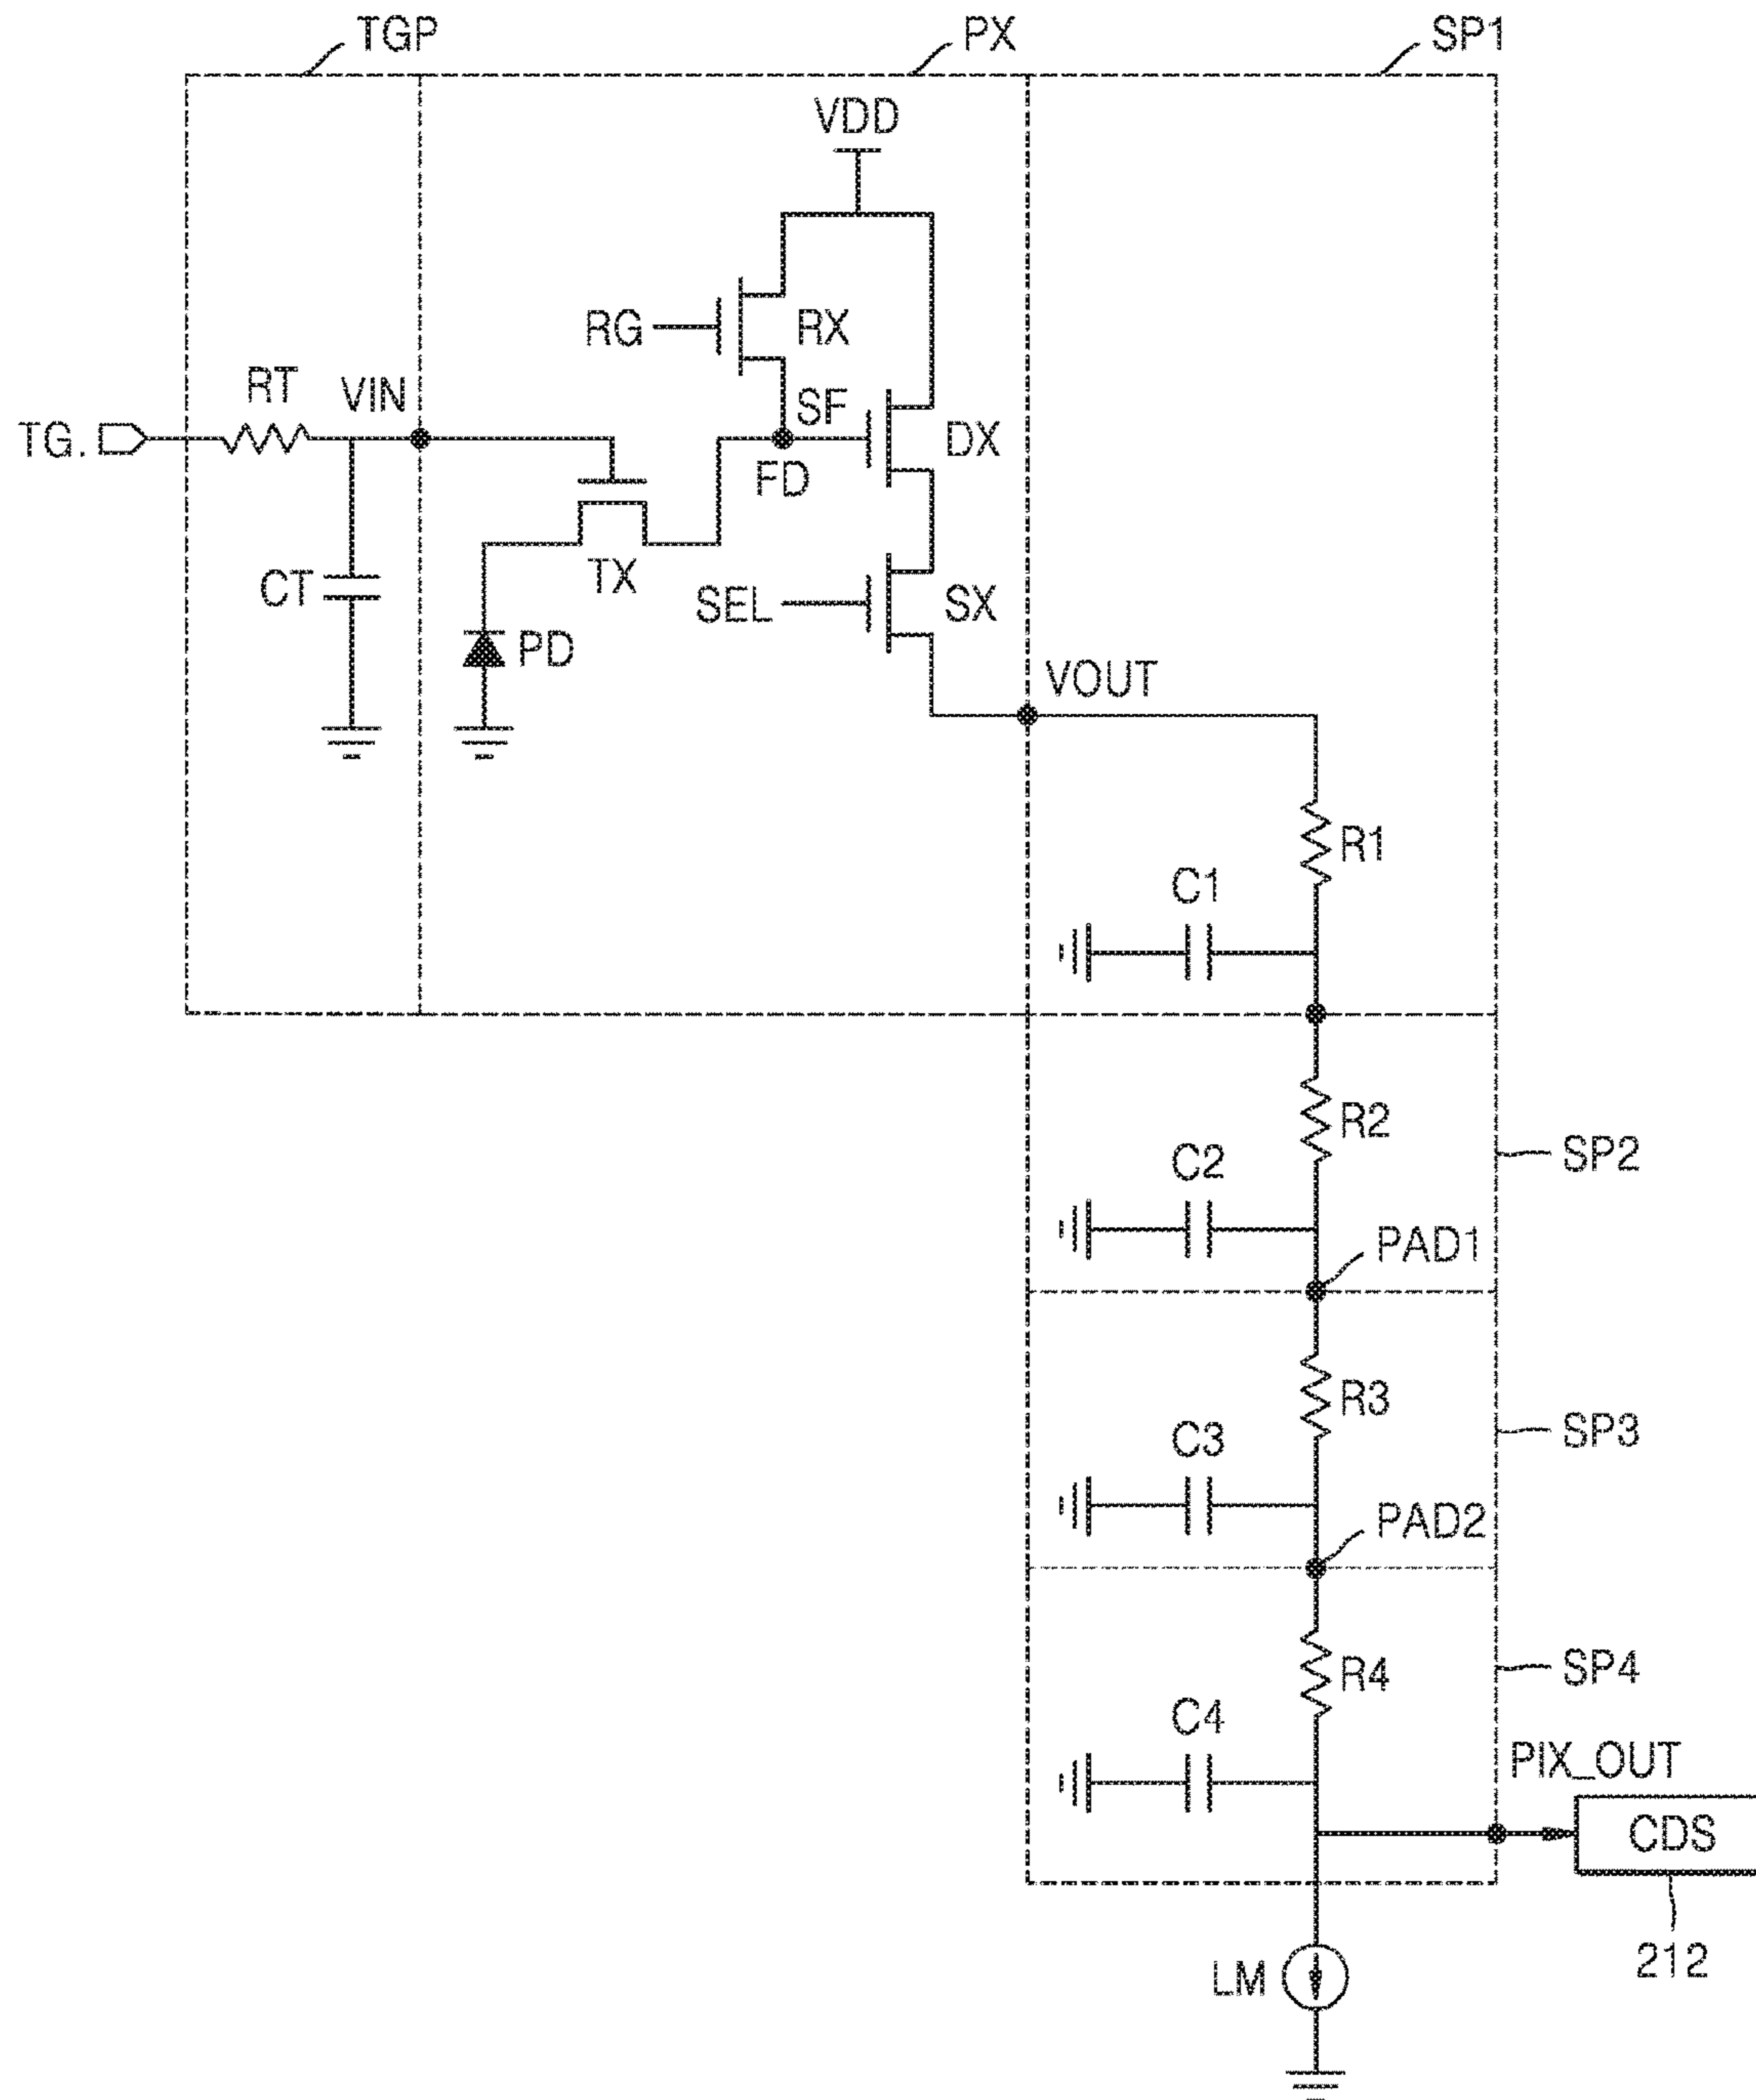 TGP
PX
SP1
VDD
RG
RX
RT
VIN
SF
TG.
DX
FD
CT
TX
SEL
SX
PD
VOUT
R1
C1
R2
C2
SP2
PAD1
R3
C3
SP3
PAD2
R4
SP4
C4
PIX_OUT
CDS
LM
212